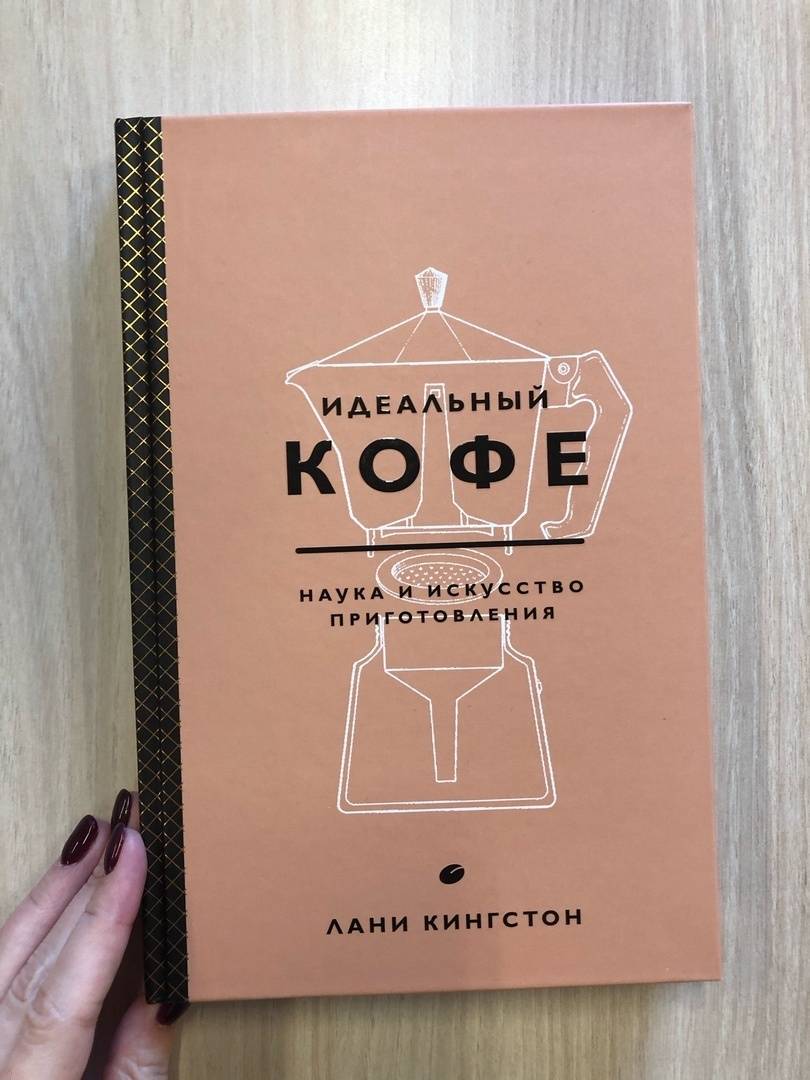 ИДЕАЛЬНЫЙ
КОФЕ
НАУКА И ИСКУССТВО
ПРИГОТОВЛЕНИЯ
ЛАНИ КИНГСТОН